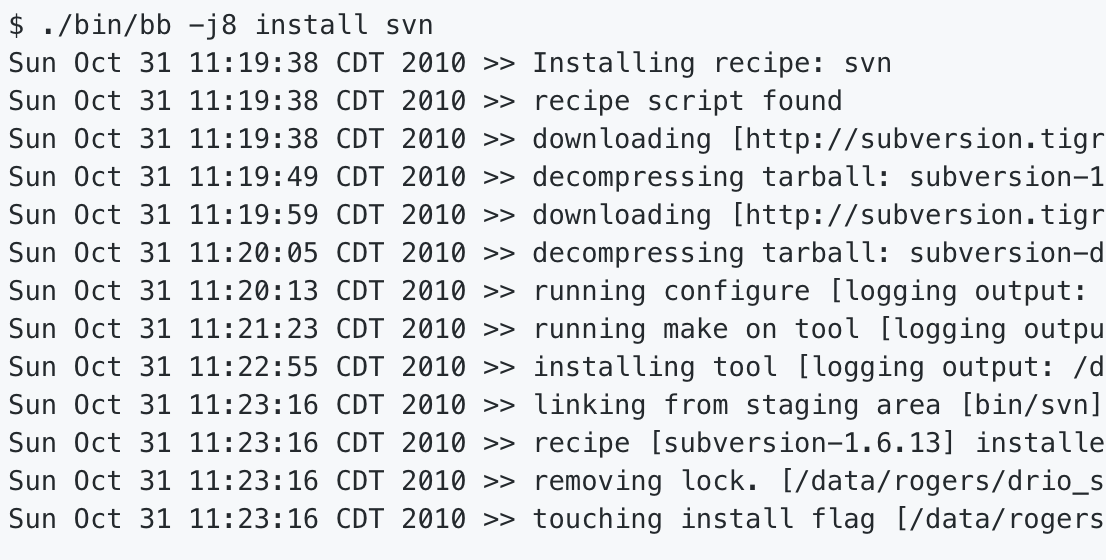 $ ./bin/bb -j8 install svn
Sun Oct 31 11:19:38 CDT 2010 >> Installing recipe: svn
Sun Oct 31 11:19:38 CDT 2010 >> recipe script found
Sun Oct 31 11:19:38 CDT 2010 >> downloading [http://subversion.tigr
Sun Oct 31 11:19:49 CDT 2010 >> decompressing tarball: subversion-1
Sun Oct 31 11:19:59 CDT 2010 >> downloading [http://subversion.tigr
Sun Oct 31 11:20:05 CDT 2010 >> decompressing tarball: subversion-d
Sun Oct 31 11:20:13 CDT 2010 >> running configure [logging output:
Sun Oct 31 11:21:23 CDT 2010 >> running make on tool [logging outpu
Sun Oct 31 11:22:55 CDT 2010 >> installing tool [logging output: /d
Sun Oct 31 11:23:16 CDT 2010 >> linking from staging area [bin/svn]
Sun Oct 31 11:23:16 CDT 2010 >> recipe [subversion-1.6.13] installe
Sun Oct 31 11:23:16 CDT 2010 >> removing lock. [/data/rogers/drio_s
Sun Oct 31 11:23:16 CDT 2010 >> touching install flag [/data/rogers